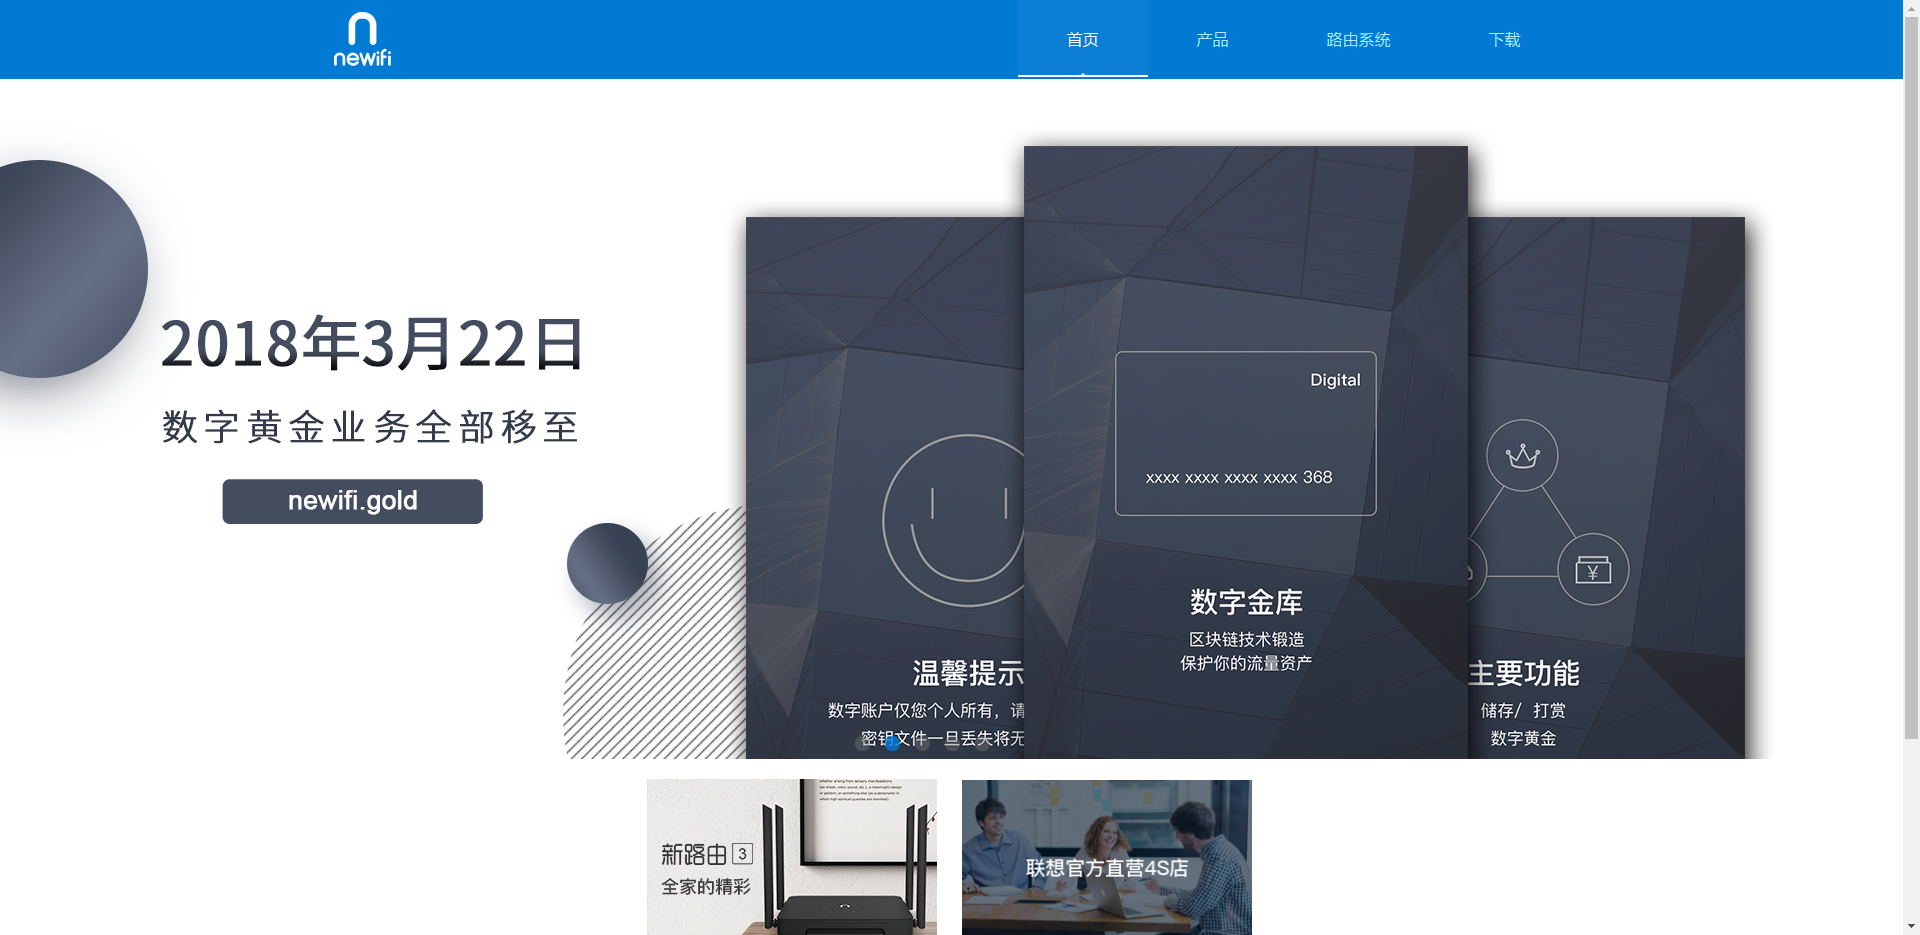 newifi
首页
产品
路由系统
下载
2018年3月22日
数字黄金业务全部移至
newifi.gold
Digital
xxxx xxxx xxxx xxxx 368
数字金库
区块链技术锻造
保护你的流量资产
温馨提示
数字账户仅您个人所有，请
密钥文件一旦丢失将无
¥
主要功能
储存/ 打赏
数字黄金
新路由 3
全家的精彩
联想官方直营4S店